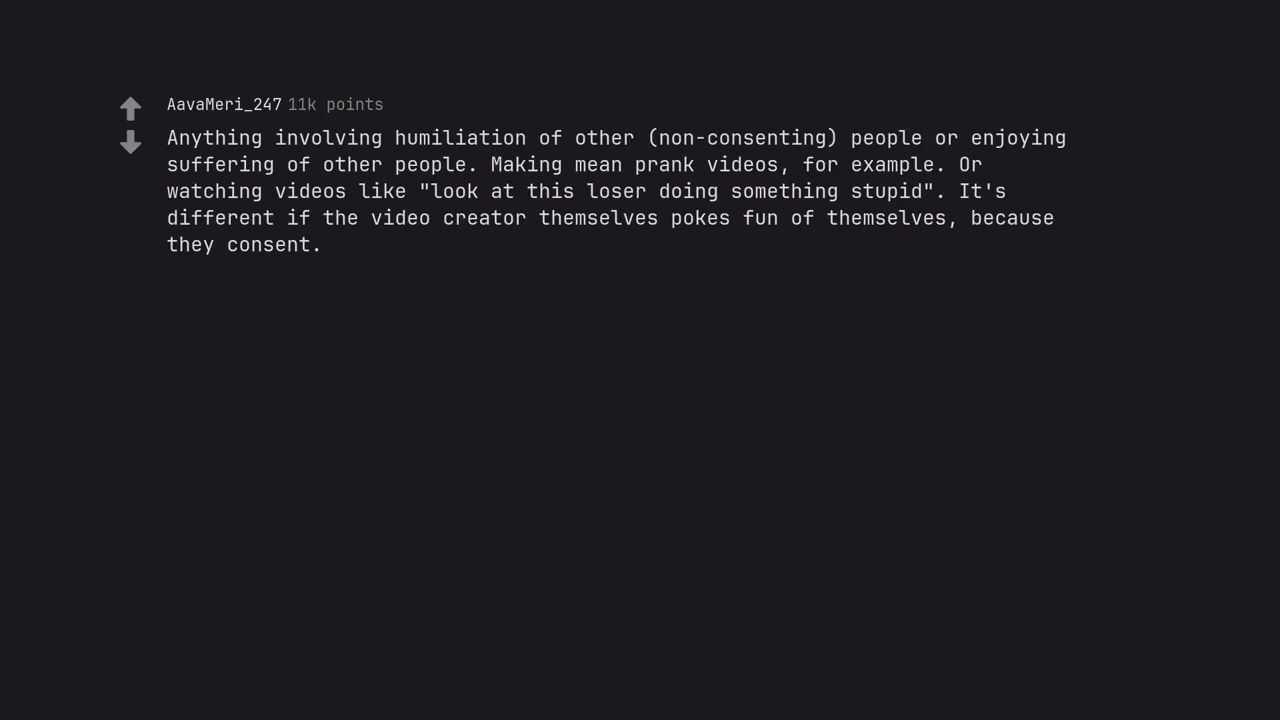 AavaMeri_247 11k points
Anything involving humiliation of other (non-consenting) people or enjoying
suffering of other people. Making mean prank videos, for example. Or
watching videos like "look at this loser doing something stupid". It's
different if the video creator themselves pokes fun of themselves, because
they consent.